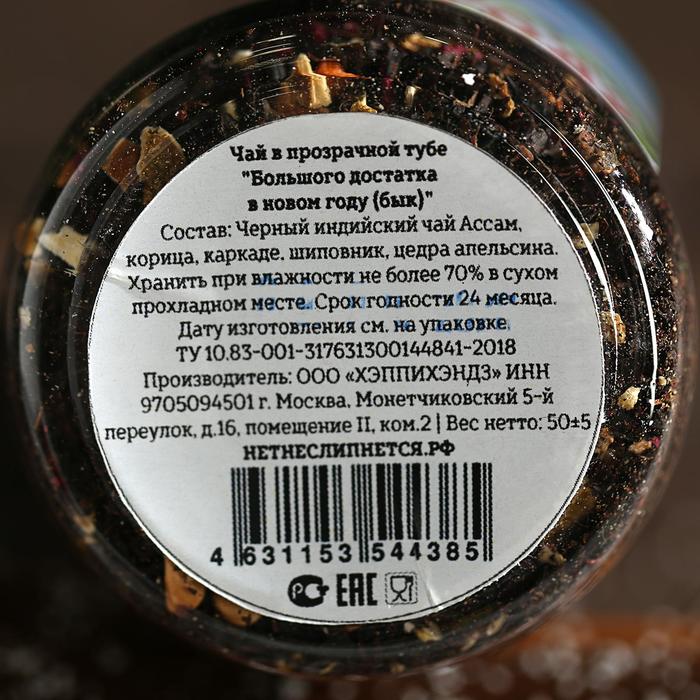 Чай в прозрачной тубе
"Большого достатка
в новом году (бык)"
Состав: Черный индийский чай Ассам,
корица, каркаде, шиповник, цедра апельсина.
Хранить при влажности не более 70% в сухом
прохладном месте. Срок годности 24 месяца.
Дату изготовления см. на упаковке.
ТУ 10.83-001-317631300144841-2018
Производитель: ООО «ХЭППИХЭНДЗ» ИНН
9705094501 г. Москва, Монетчиковский 5-й
переулок, д.16, помещение II, ком.2 | Вес нетто: 50±5
НЕТНЕСЛИПНЕТСЯ.РФ
4 631153 544385
РСТ EAC